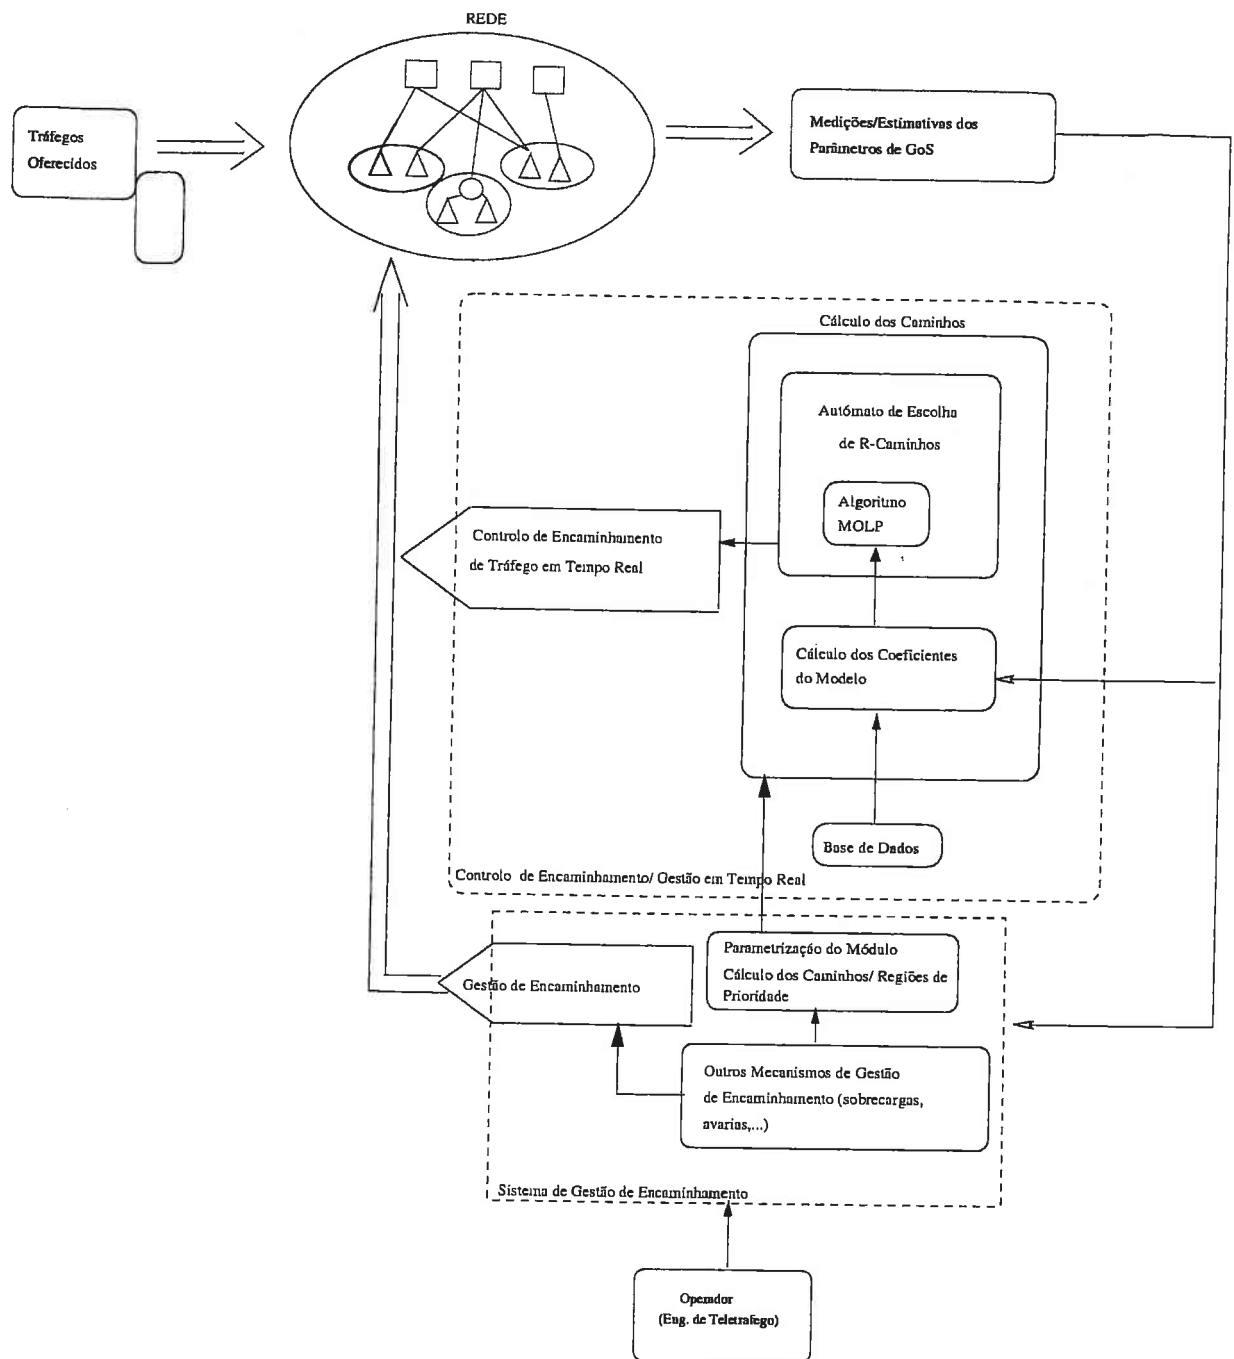 REDE
Tráfegos
Oferecidos
Medições/Estimativas dos
Parâmetros de GoS
Cálculo dos Caminhos
Autómato de Escolha
de R-Caminhos
Algoritmo
MOLP
Controlo de Encaminhamento
de Tráfego em Tempo Real
Cálculo dos Coeficientes
do Modelo
Base de Dados
Controlo de Encaminhamento/ Gestão em Tempo Real
Parametrização do Módulo
Cálculo dos Caminhos/ Regiões de
Prioridade
Gestão de Encaminhamento
Outros Mecanismos de Gestão
de Encaminhamento (sobrecargas,
avarias,...)
Sistema de Gestão de Encaminhamento
Operador
(Eng. de Teletrafego)